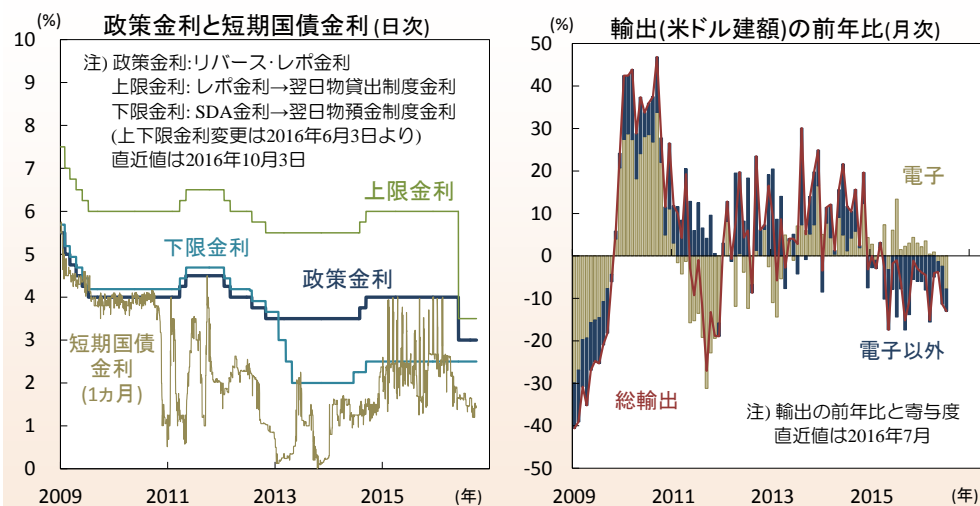 政策金利と短期国債金利(日次)
(%)
10
9
8
7
6
5
4
3
2
1
0
注) 政策金利:リバース･レポ金利
上限金利: レポ金利→翌日物貸出制度金利
下限金利: SDA金利→翌日物預金制度金利
(上下限金利変更は2016年6月3日より)
直近値は2016年10月3日
上限金利
下限金利
政策金利
短期国債
金利
(1ヵ月)
2009
2011
2013
2015
(年)
輸出(米ドル建額)の前年比(月次)
(%)
50
40
30
20
10
0
-10
-20
-30
-40
-50
電子
電子以外
総輸出
注) 輸出の前年比と寄与度
直近値は2016年7月
2009
2011
2013
2015
(年)